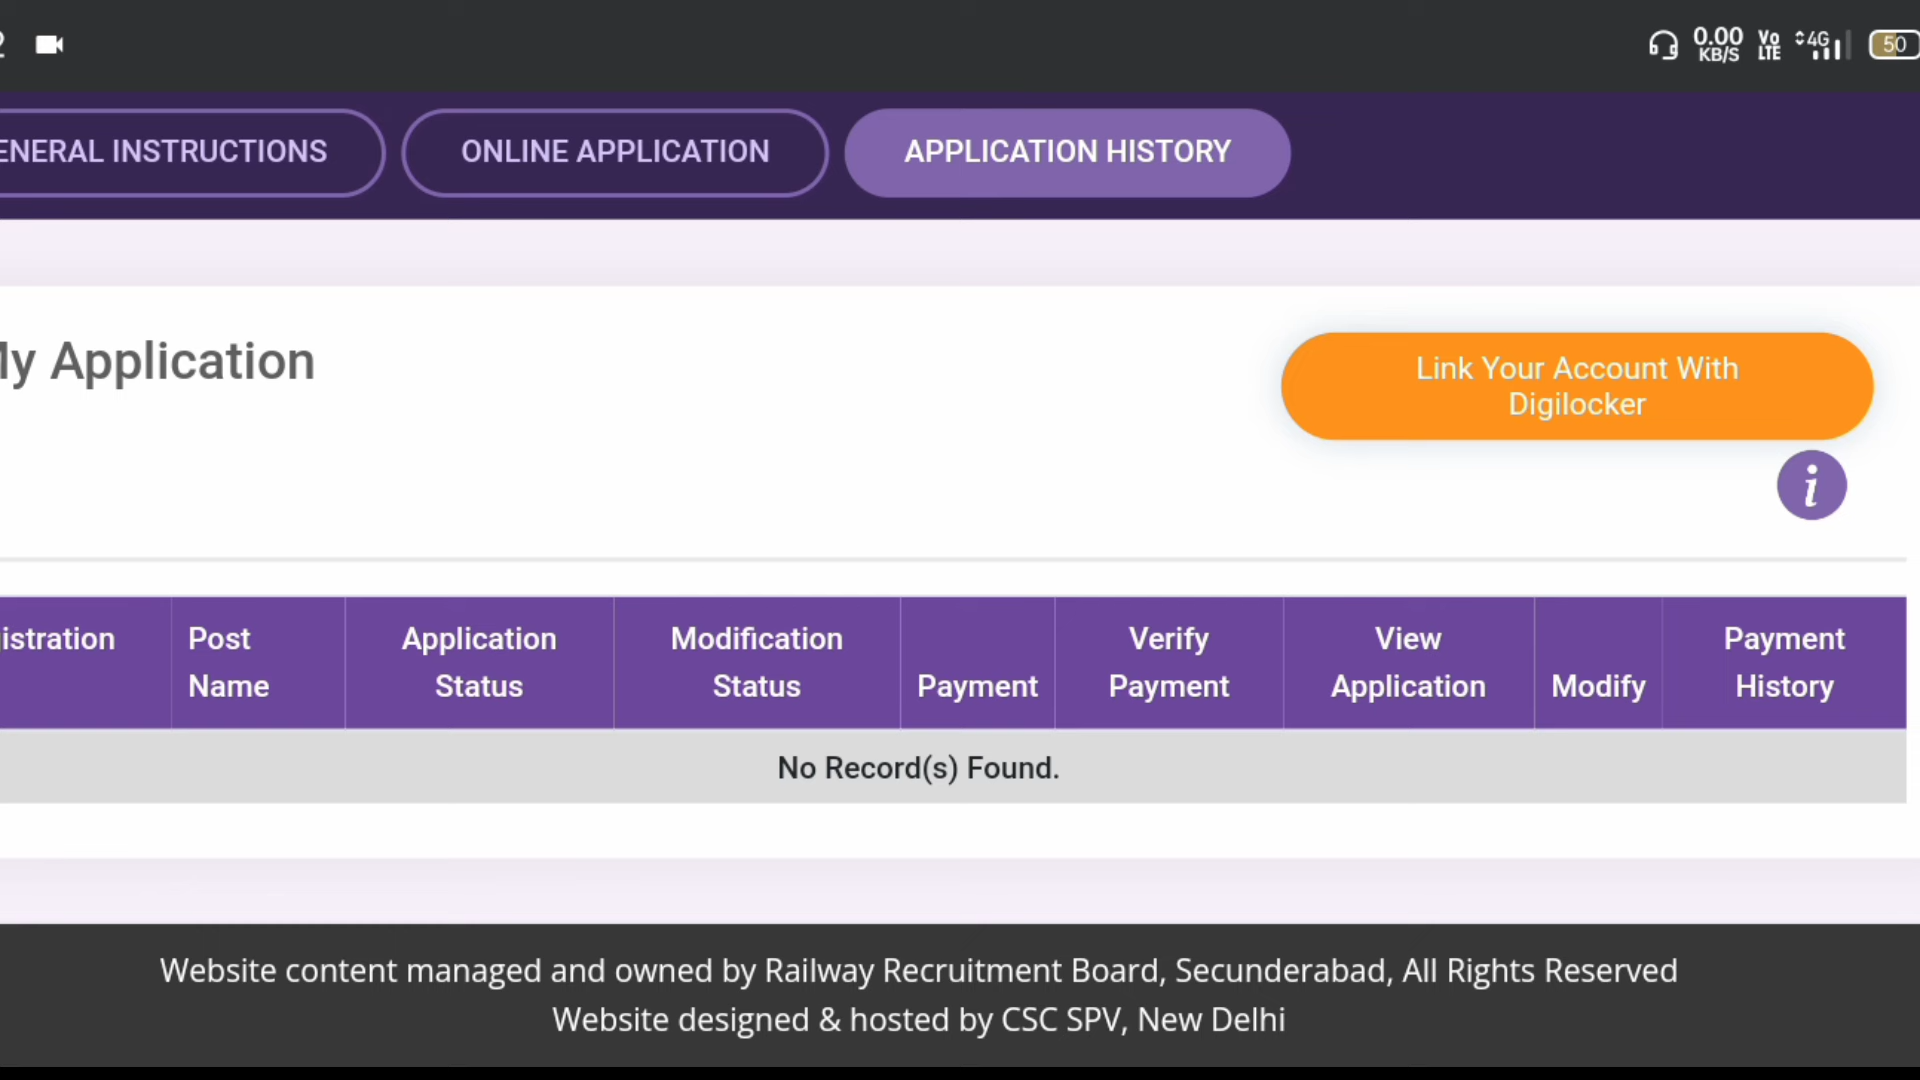 0.00
KB/S
Vo
LTE
4G
50
ENERAL INSTRUCTIONS
ONLINE APPLICATION
APPLICATION HISTORY
My Application
Link Your Account With
Digilocker
i
istration
Post
Name
Application
Status
Modification
Status
Payment
Verify
Payment
View
Application
Modify
Payment
History
No Record(s) Found.
Website content managed and owned by Railway Recruitment Board, Secunderabad, All Rights Reserved
Website designed & hosted by CSC SPV, New Delhi